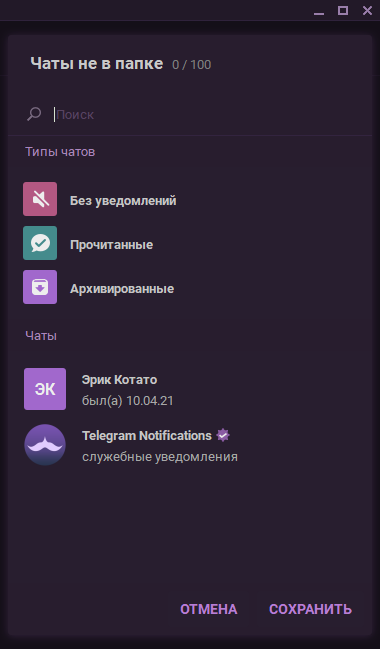 Чаты не в папке 0 / 100
Поиск
Типы чатов
Без уведомлений
Прочитанные
Архивированные
Чаты
ЭК
Эрик Котато
был(а) 10.04.21
Telegram Notifications
служебные уведомления
ОТМЕНА СОХРАНИТЬ